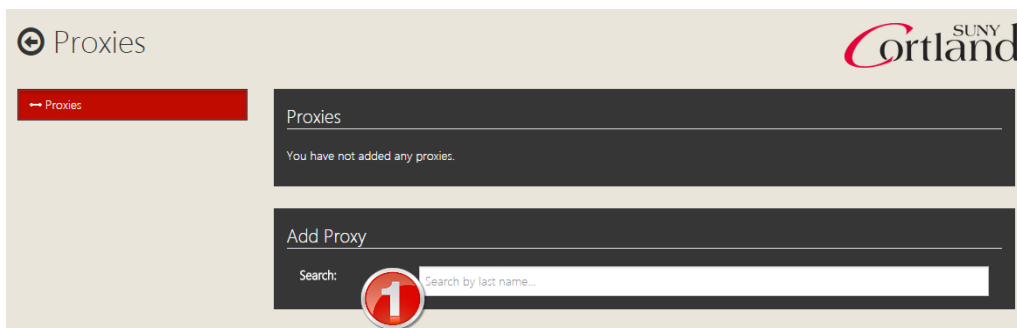 Proxies
SUNY
Cortland
Proxies
Proxies
You have not added any proxies.
Add Proxy
Search:
1
Search by last name...